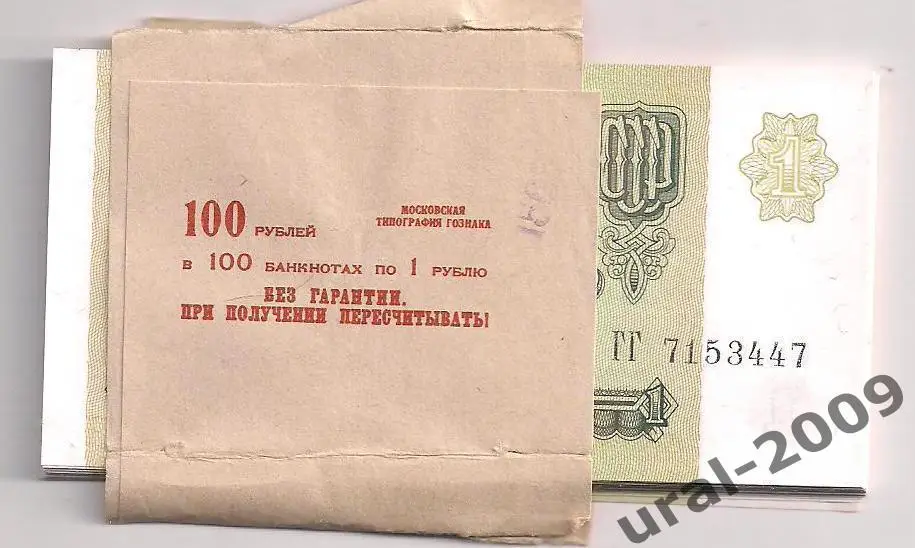 100 РУБЛЕЙ
МОСКОВСКАЯ
ТИПОГРАФИЯ ГОЗНАКА
В 100 БАНКНОТАХ ПО 1 РУБЛЮ
БЕЗ ГАРАНТИИ.
ПРИ ПОЛУЧЕНИИ ПЕРЕСЧИТЫВАТЬ!
1
ГГ 7153447
1
ural-2009